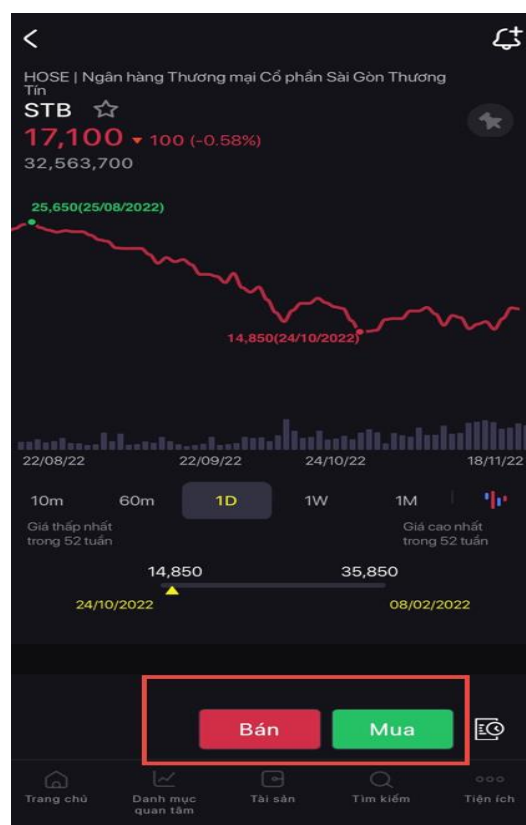 HOSE | Ngân hàng Thương mại Cổ phần Sài Gòn Thương
Tín
STB
17,100 ▼ 100 (-0.58%)
32,563,700
25,650(25/08/2022)
14,850(24/10/2022)
22/08/22 22/09/22 24/10/22 18/11/22
10m 60m 1D 1W 1M
Giá thấp nhất Giá cao nhất
trong 52 tuần trong 52 tuần
14,850 35,850
24/10/2022 08/02/2022
Bán Mua
Trang chủ Danh mục Tài sản Tìm kiếm Tiện ích
quan tâm